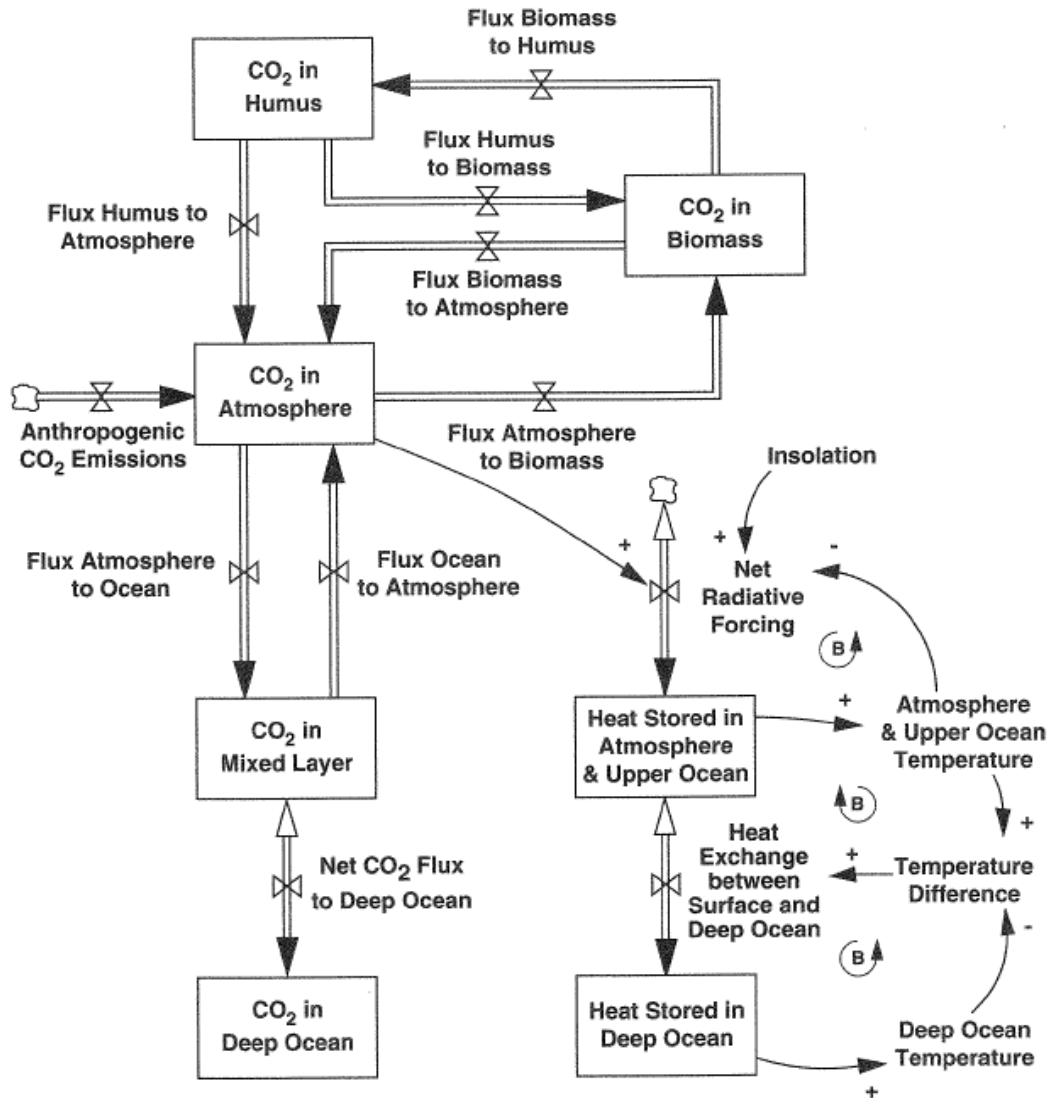 Flux Biomass
to Humus
CO2 in
Humus
Flux Humus
to Biomass
CO2 in
Biomass
Flux Humus to
Atmosphere
Flux Biomass
to Atmosphere
CO2 in
Atmosphere
Anthropogenic
CO2 Emissions
Flux Atmosphere
to Biomass
Insolation
+
+
-
Flux Atmosphere
to Ocean
Flux Ocean
to Atmosphere
Net
Radiative
Forcing
B
+
CO2 in
Mixed Layer
Heat Stored in
Atmosphere
& Upper Ocean
Atmosphere
& Upper Ocean
Temperature
B
+
Heat
Exchange
between
Surface and
Deep Ocean
+
Temperature
Difference
-
Net CO2 Flux
to Deep Ocean
B
CO2 in
Deep Ocean
Heat Stored in
Deep Ocean
Deep Ocean
Temperature
+